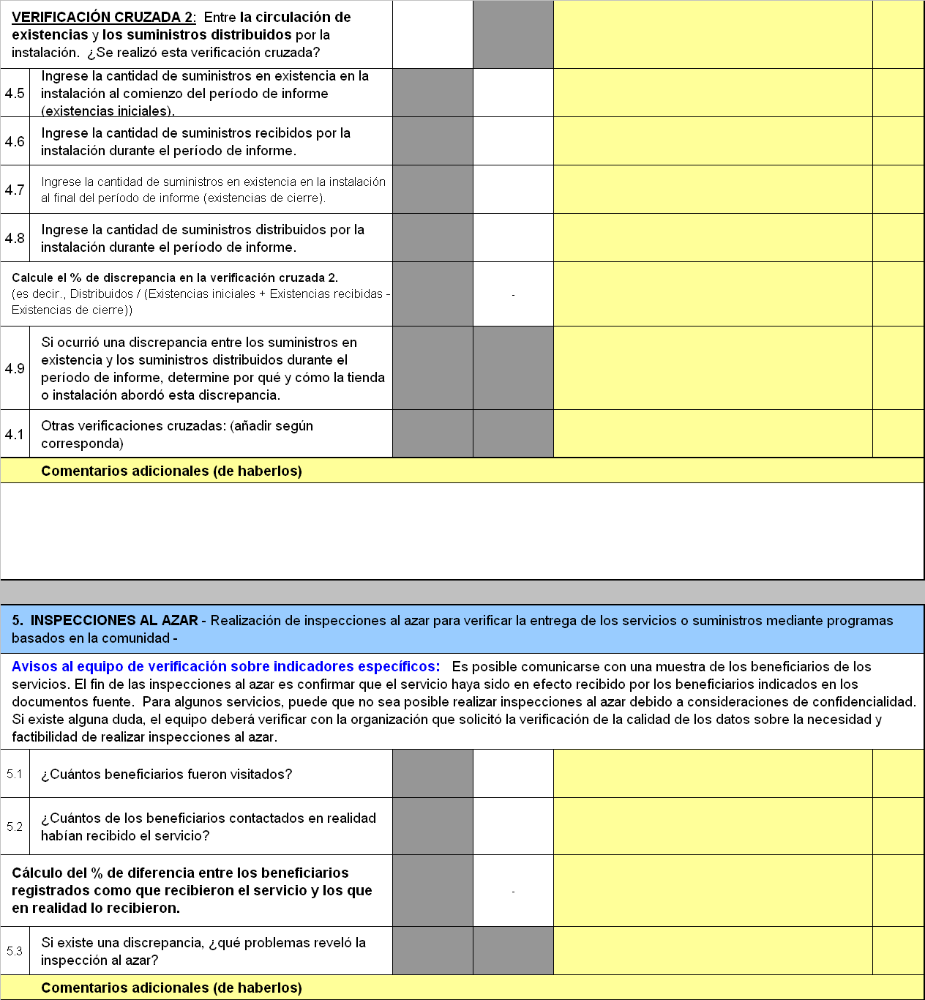 VERIFICACIÓN CRUZADA 2:  Entre la circulación de
existencias y los suministros distribuidos por la
instalación.  ¿Se realizó esta verificación cruzada?
4.5
Ingrese la cantidad de suministros en existencia en la
instalación al comienzo del período de informe
(existencias iniciales).
4.6
Ingrese la cantidad de suministros recibidos por la
instalación durante el período de informe.
4.7
Ingrese la cantidad de suministros en existencia en la instalación
al final del período de informe (existencias de cierre).
4.8
Ingrese la cantidad de suministros distribuidos por la
instalación durante el período de informe.
Calcule el % de discrepancia en la verificación cruzada 2.
(es decir., Distribuidos / (Existencias iniciales + Existencias recibidas -
Existencias de cierre))
-
4.9
Si ocurrió una discrepancia entre los suministros en
existencia y los suministros distribuidos durante el
período de informe, determine por qué y cómo la tienda
o instalación abordó esta discrepancia.
4.1
Otras verificaciones cruzadas: (añadir según
corresponda)
Comentarios adicionales (de haberlos)
5.  INSPECCIONES AL AZAR - Realización de inspecciones al azar para verificar la entrega de los servicios o suministros mediante programas
basados en la comunidad -
Avisos al equipo de verificación sobre indicadores específicos:   Es posible comunicarse con una muestra de los beneficiarios de los
servicios. El fin de las inspecciones al azar es confirmar que el servicio haya sido en efecto recibido por los beneficiarios indicados en los
documentos fuente.  Para algunos servicios, puede que no sea posible realizar inspecciones al azar debido a consideraciones de confidencialidad.
Si existe alguna duda, el equipo deberá verificar con la organización que solicitó la verificación de la calidad de los datos sobre la necesidad y
factibilidad de realizar inspecciones al azar.
5.1
¿Cuántos beneficiarios fueron visitados?
5.2
¿Cuántos de los beneficiarios contactados en realidad
habían recibido el servicio?
Cálculo del % de diferencia entre los beneficiarios
registrados como que recibieron el servicio y los que
en realidad lo recibieron.
-
5.3
Si existe una discrepancia, ¿qué problemas reveló la
inspección al azar?
Comentarios adicionales (de haberlos)